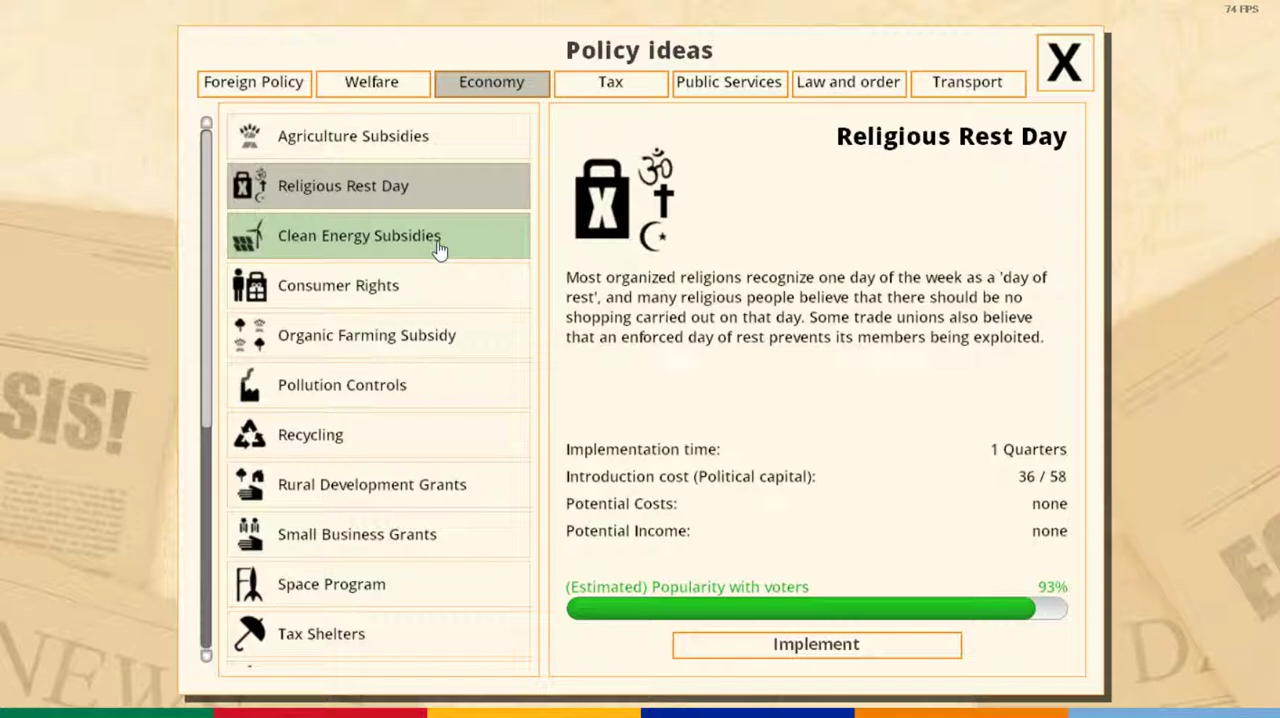 74 FPS
Policy ideas
X
Foreign Policy
Welfare
Economy
Tax
Public Services
Law and order
Transport
Agriculture Subsidies
Religious Rest Day
Clean Energy Subsidies
Consumer Rights
Organic Farming Subsidy
Pollution Controls
Recycling
Rural Development Grants
Small Business Grants
Space Program
Tax Shelters
Religious Rest Day
X
Most organized religions recognize one day of the week as a 'day of
rest', and many religious people believe that there should be no
shopping carried out on that day. Some trade unions also believe
that an enforced day of rest prevents its members being exploited.
Implementation time: 1 Quarters
Introduction cost (Political capital): 36 / 58
Potential Costs: none
Potential Income: none
(Estimated) Popularity with voters 93%
Implement
SIS!
NEW